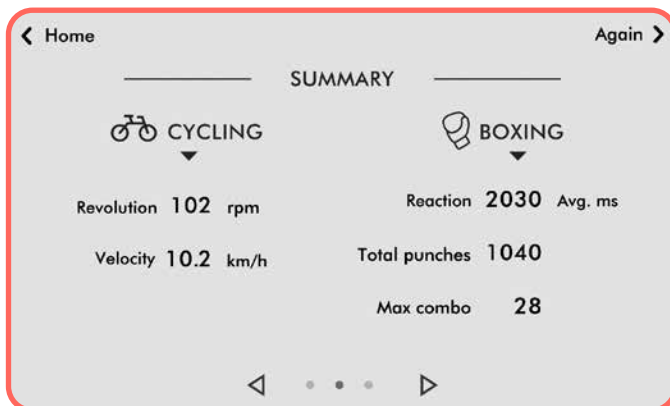 Home
Again
SUMMARY
CYCLING
Revolution 102 rpm
Velocity 10.2 km/h
BOXING
Reaction 2030 Avg. ms
Total punches 1040
Max combo 28